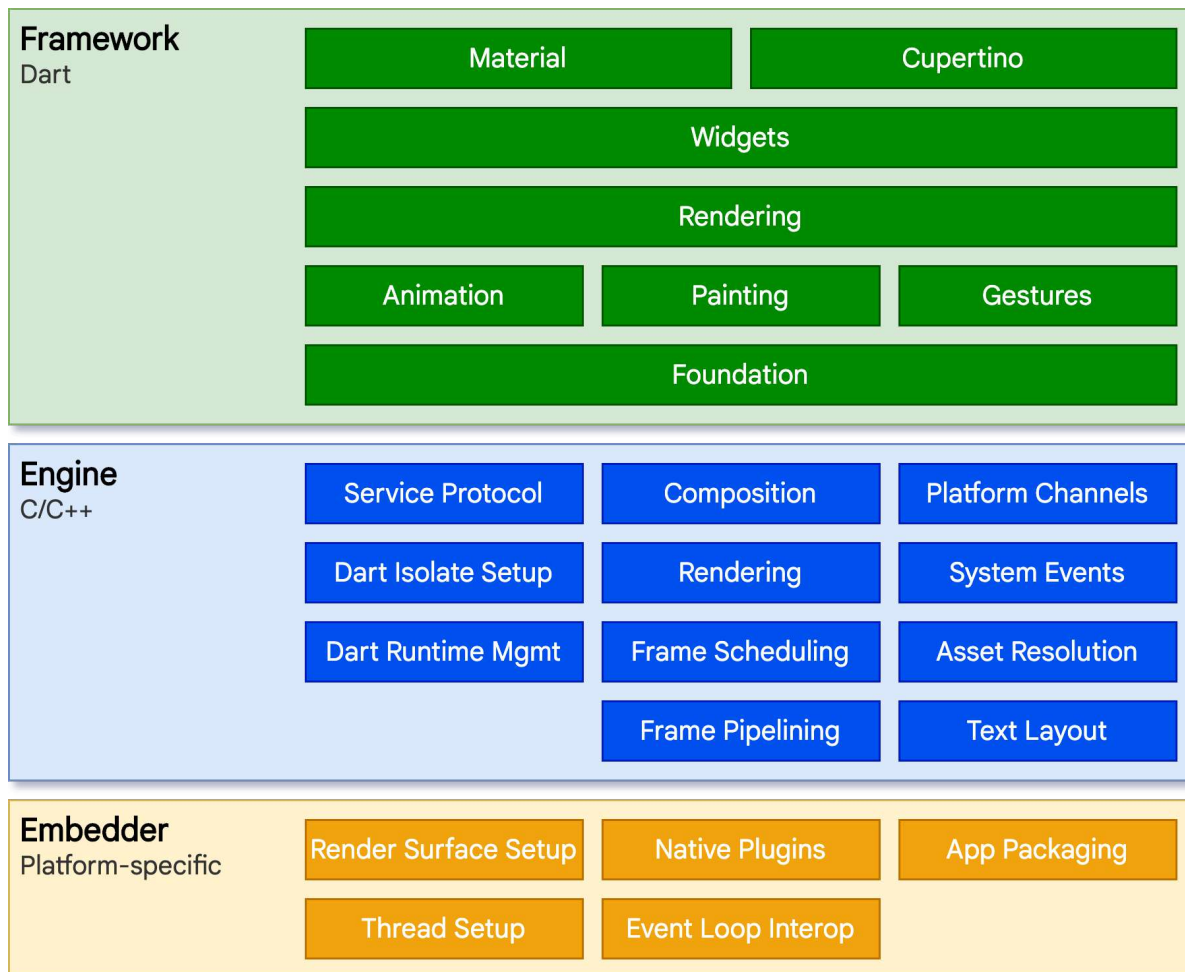 Framework
Dart
Material
Cupertino
Widgets
Rendering
Animation
Painting
Gestures
Foundation
Engine
C/C++
Service Protocol
Composition
Platform Channels
Dart Isolate Setup
Rendering
System Events
Dart Runtime Mgmt
Frame Scheduling
Asset Resolution
Frame Pipelining
Text Layout
Embedder
Platform-specific
Render Surface Setup
Native Plugins
App Packaging
Thread Setup
Event Loop Interop